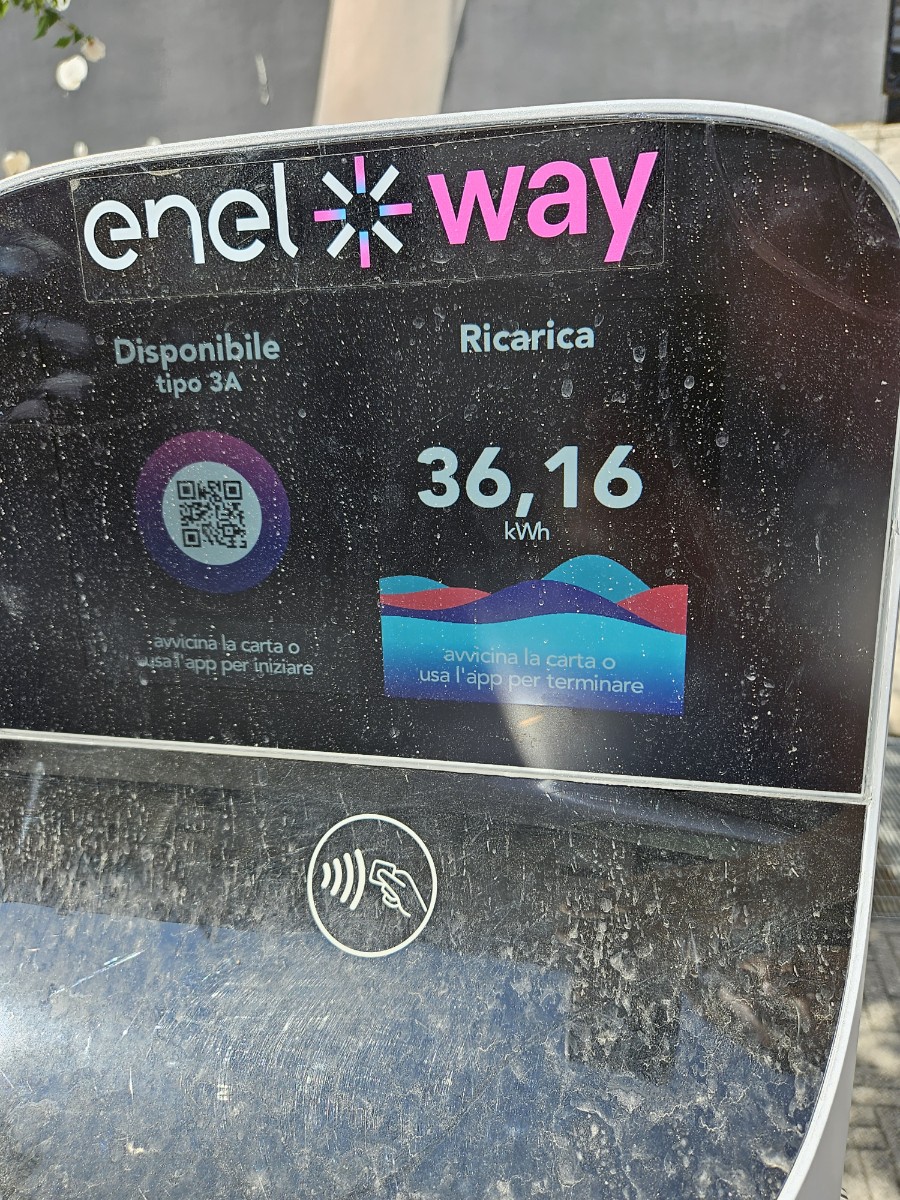 enel way
Disponibile
tipo 3A
avvicina la carta o
usa l'app per iniziare
Ricarica
36,16
kWh
avvicina la carta o
usa l'app per terminare